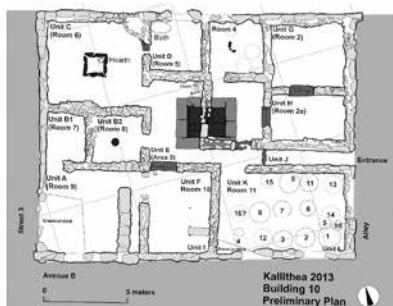 Unit C
(Room 6)
Bath
Hearth
Unit D
(Room 5)
Room 4
Unit G
(Room 2)
Unit H
(Room 2a)
Unit B1
(Room 7)
Unit B2
(Room 8)
Unit E
(Area 3)
Unit J
Entrance
Unit A
(Room 9)
Unit F
Room 10
Unit K
Room 11
15
9
11
13
16?
8
7
6
14
5
10
4
12
3
2
1
Unit I
Unit L
Street 3
Alley
Avenue B
0
5 meters
Kallithea 2013
Building 10
Preliminary Plan